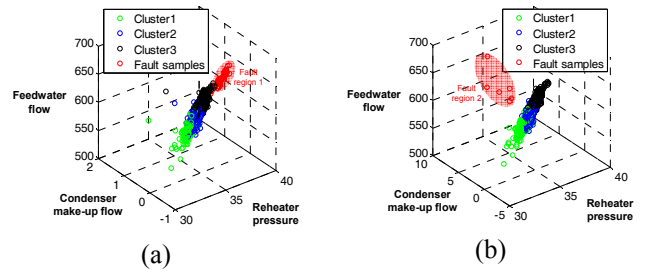 Cluster1
Cluster2
Cluster3
Fault samples
Fault
region 1
700
650
600
550
500
Feedwater
flow
2
1
0
-1
Condenser
make-up flow
30
35
40
Reheater
pressure
(a)
Cluster1
Cluster2
Cluster3
Fault samples
Fault
region 2
700
650
600
550
500
Feedwater
flow
10
5
0
-5
Condenser
make-up flow
30
35
40
Reheater
pressure
(b)